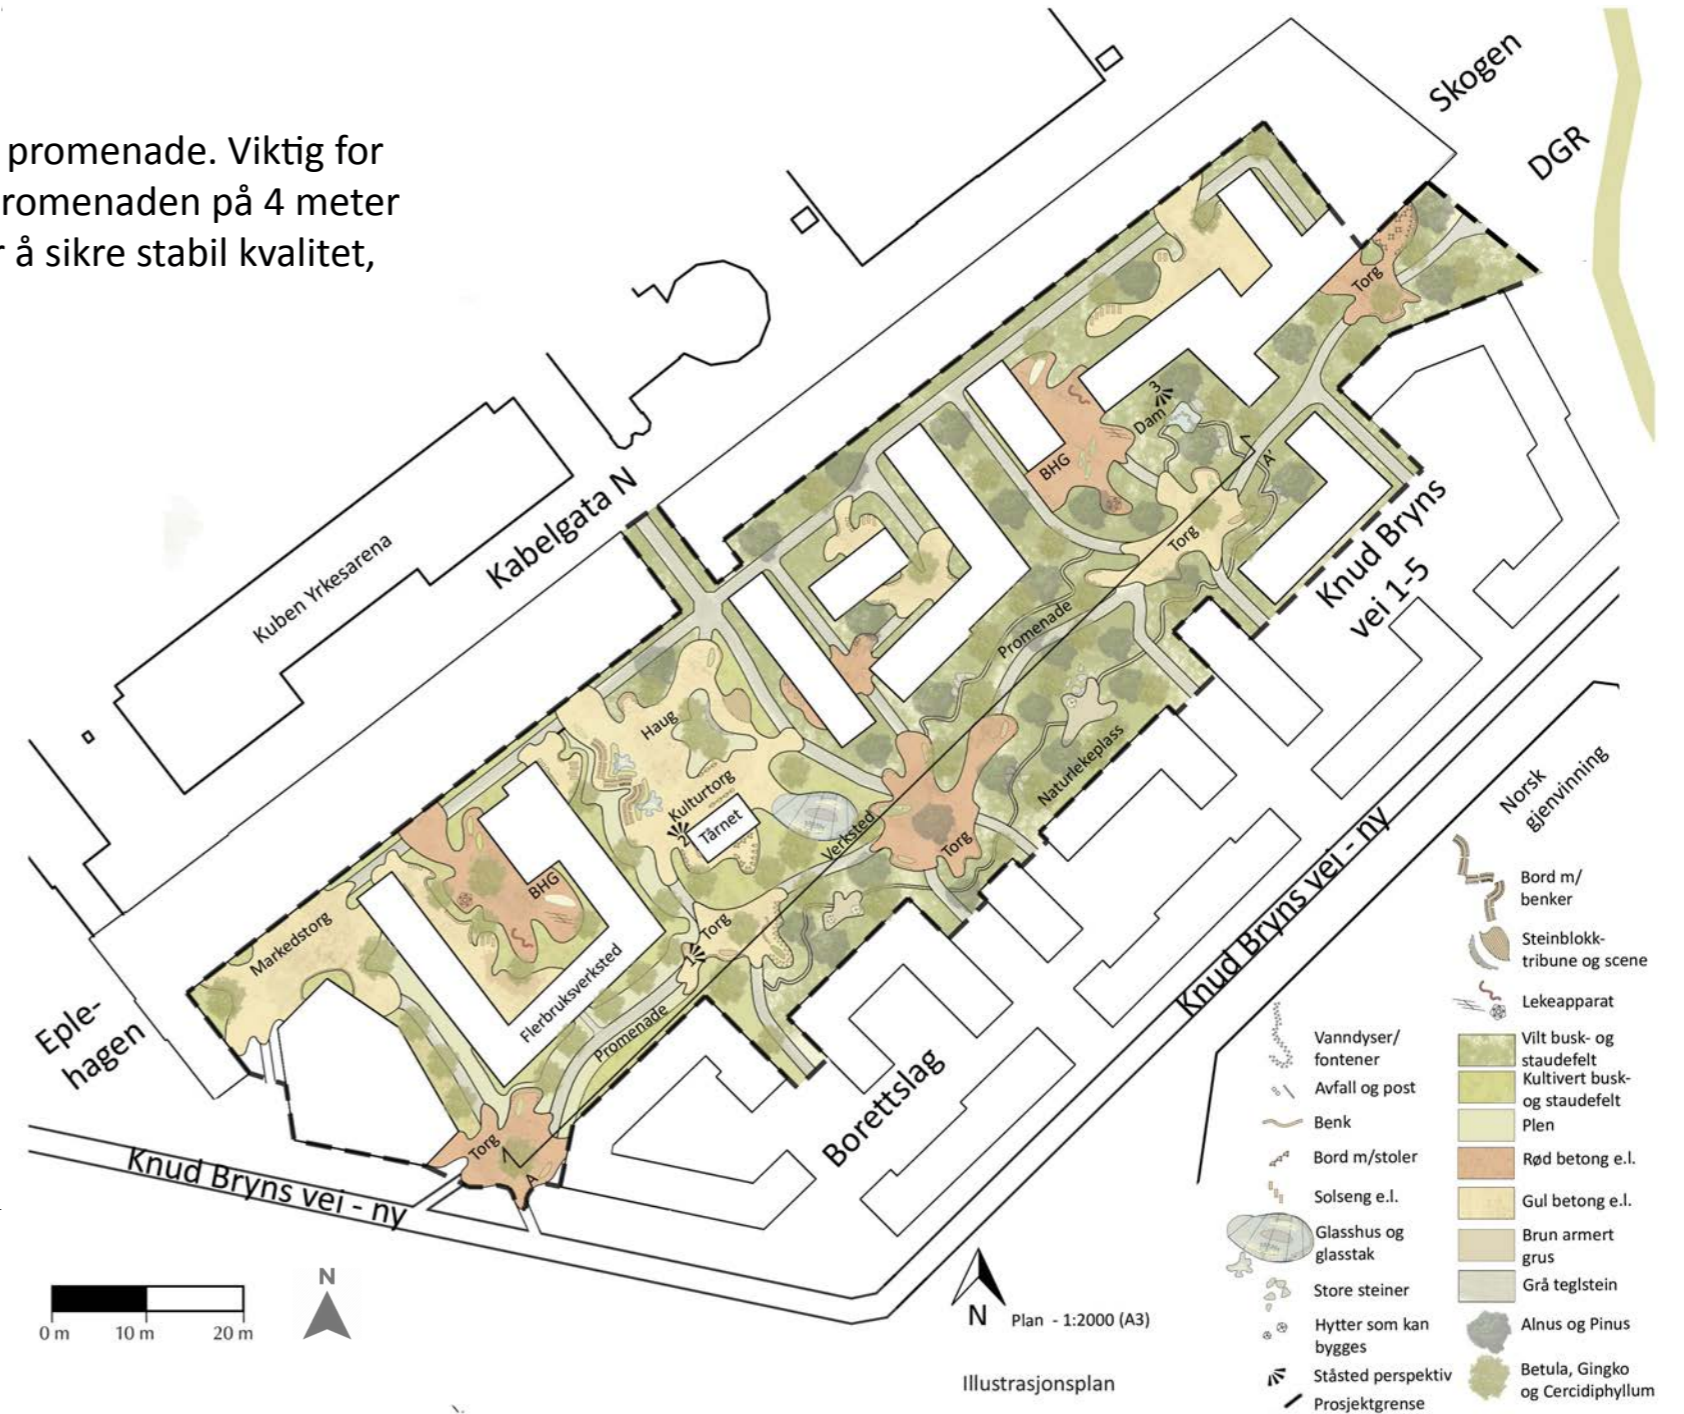 promenade. Viktig for
romenaden på 4 meter
r å sikre stabil kvalitet,
Skogen
DGR
Torg
3
Dam
A'
BHG
Torg
Kabelgata N
Kuben Yrkesarena
Knud Bryns
vei 1-5
Promenade
Haug
Naturlekeplass
Kulturtorg
Tårnet
2
Verksted
Torg
Norsk
gjenvinning
BHG
Markedstorg
Torg
1
Flerbruksverksted
Promenade
Knud Bryns vei - ny
Eple-
hagen
Borettslag
Torg
A
Knud Bryns vei - ny
Bord m/
benker
Steinblokk-
tribune og scene
Lekeapparat
Vanndyser/
fontener
Avfall og post
Benk
Bord m/stoler
Solseng e.l.
Glasshus og
glasstak
Store steiner
Hytter som kan
bygges
Ståsted perspektiv
Prosjektgrense
Vilt busk- og
staudefelt
Kultivert busk-
og staudefelt
Plen
Rød betong e.l.
Gul betong e.l.
Brun armert
grus
Grå teglstein
Alnus og Pinus
Betula, Gingko
og Cercidiphyllum
N
0 m 10 m 20 m
N
Plan - 1:2000 (A3)
Illustrasjonsplan